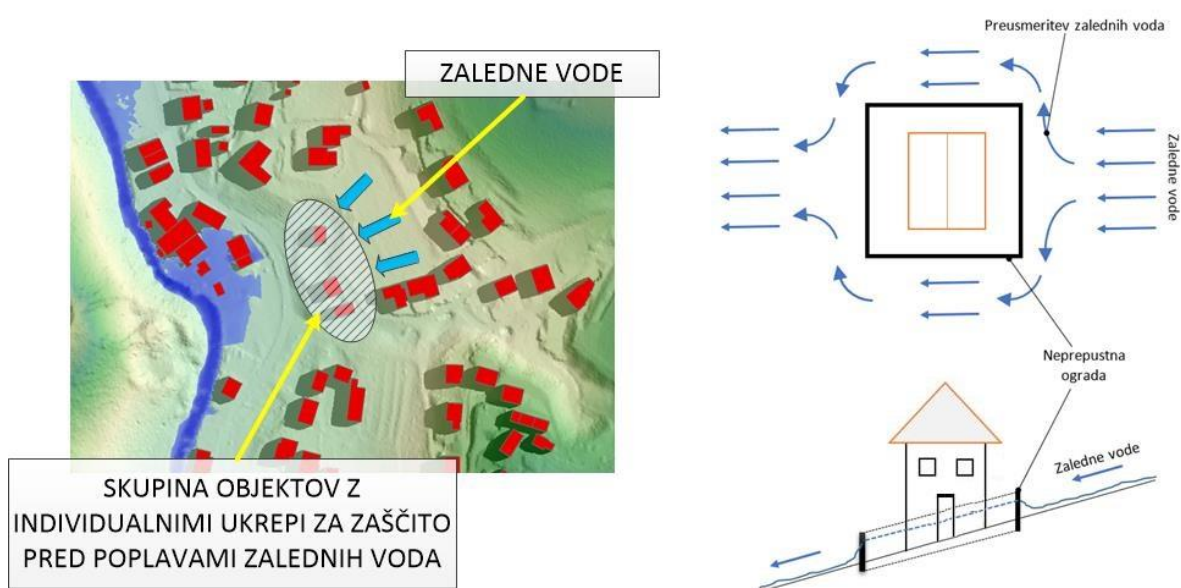 ZALEDNE VODE
SKUPINA OBJEKTOV Z
INDIVIDUALNIMI UKREPI ZA ZAŠČITO
PRED POPLAVAMI ZALEDNIH VODA
Preusmeritev zalednih voda
Zaledne vode
Neprepustna
ograda
Zaledne vode